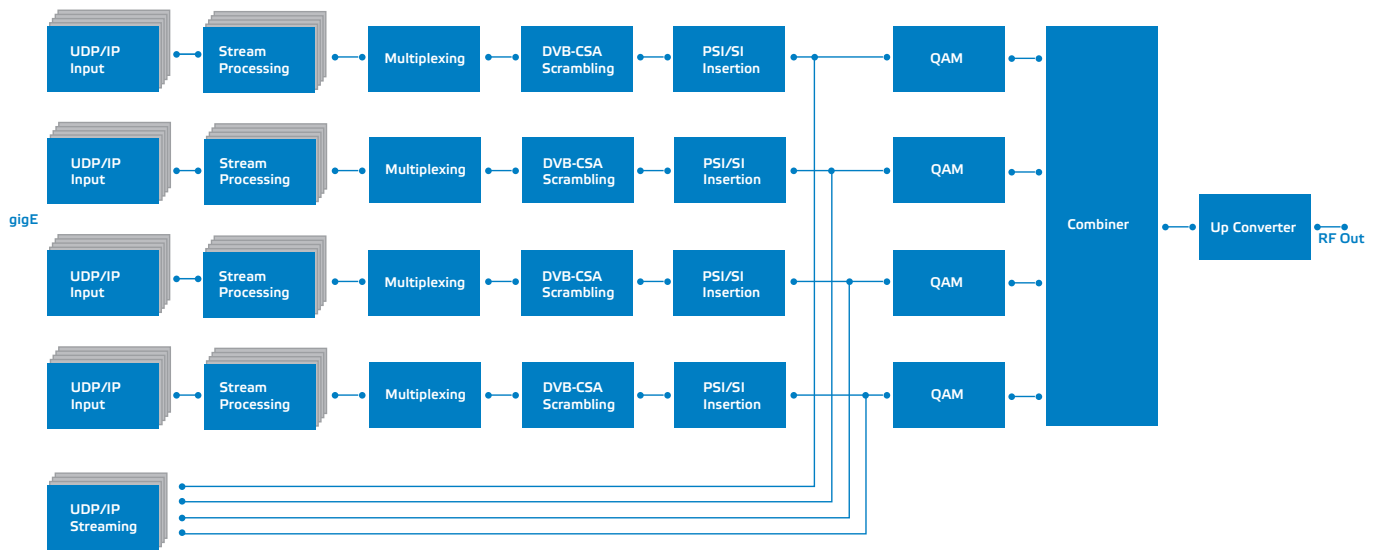 UDP/IP
Input
Stream
Processing
Multiplexing
DVB-CSA
Scrambling
PSI/SI
Insertion
QAM
UDP/IP
Input
Stream
Processing
Multiplexing
DVB-CSA
Scrambling
PSI/SI
Insertion
QAM
gigE
Combiner
Up Converter
RF Out
UDP/IP
Input
Stream
Processing
Multiplexing
DVB-CSA
Scrambling
PSI/SI
Insertion
QAM
UDP/IP
Input
Stream
Processing
Multiplexing
DVB-CSA
Scrambling
PSI/SI
Insertion
QAM
UDP/IP
Streaming